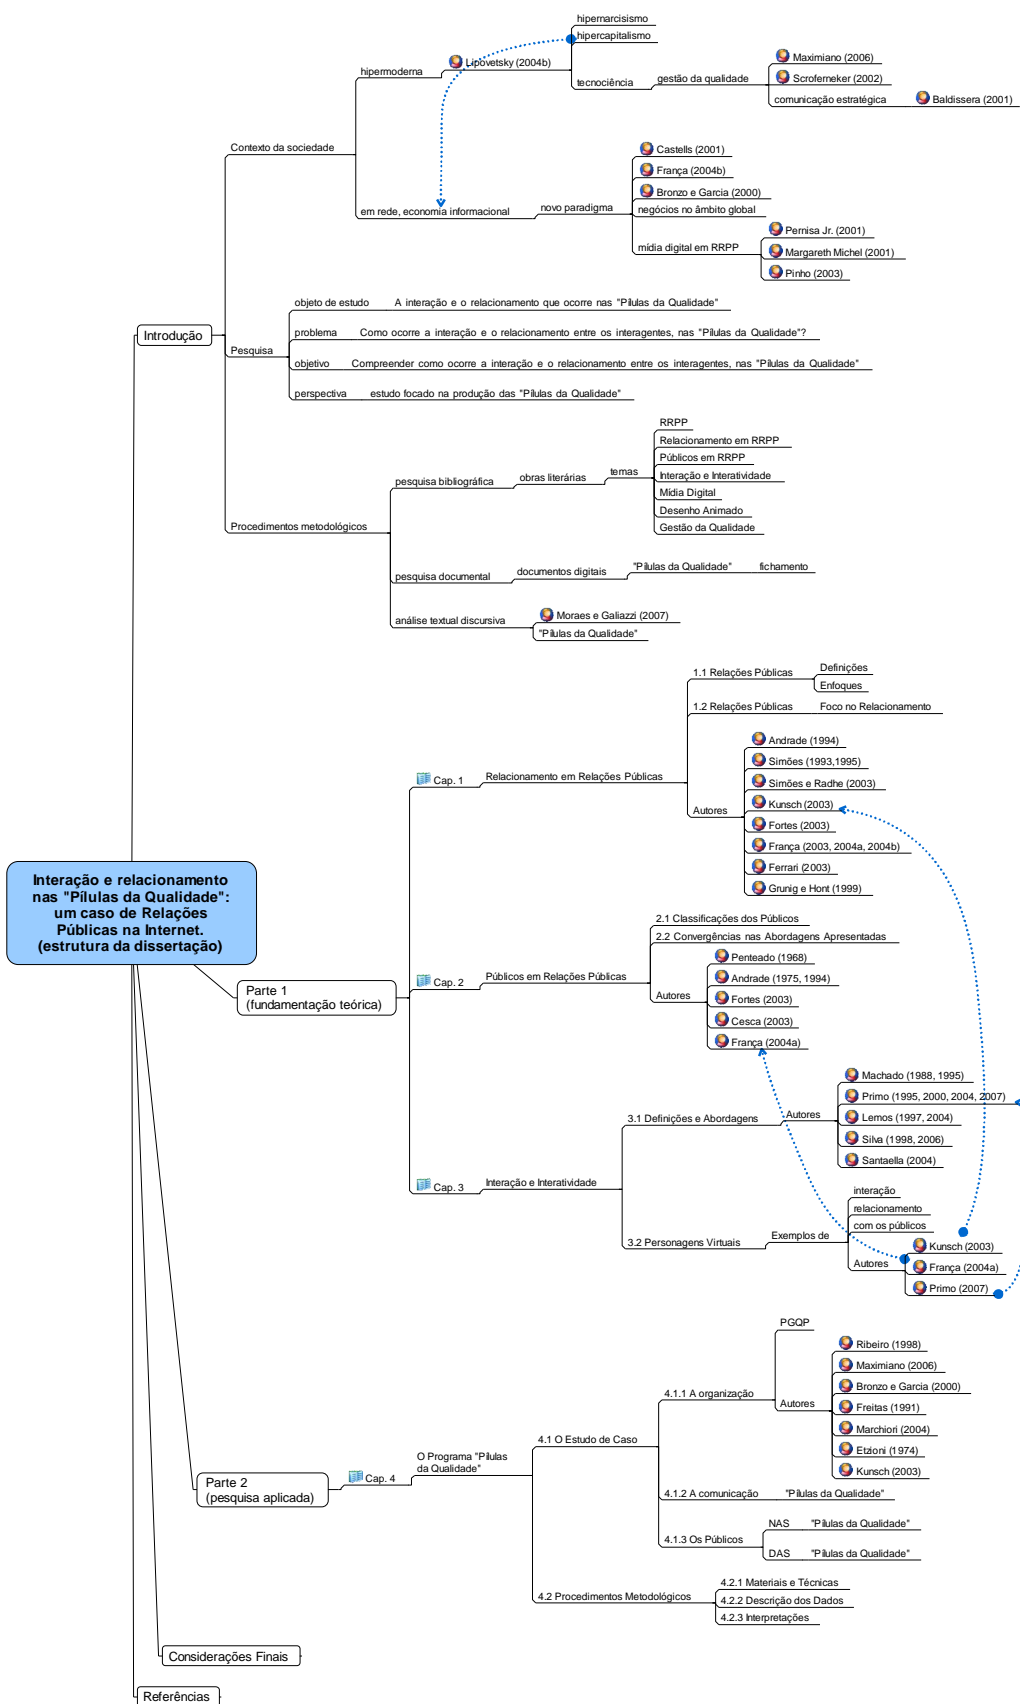 Interação e relacionamento
nas "Pílulas da Qualidade":
um caso de Relações
Públicas na Internet.
(estrutura da dissertação)
Introdução
Contexto da sociedade
hipermoderna
Lipovetsky (2004b)
hipernarcisismo
hipercapitalismo
tecnociência
gestão da qualidade
Maximiano (2006)
Scroferneker (2002)
comunicação estratégica
Baldissera (2001)
em rede, economia informacional
novo paradigma
Castells (2001)
França (2004b)
Bronzo e Garcia (2000)
negócios no âmbito global
mídia digital em RRPP
Pernisa Jr. (2001)
Margareth Michel (2001)
Pinho (2003)
Pesquisa
objeto de estudo
A interação e o relacionamento que ocorre nas "Pílulas da Qualidade"
problema
Como ocorre a interação e o relacionamento entre os interagentes, nas "Pílulas da Qualidade"?
objetivo
Compreender como ocorre a interação e o relacionamento entre os interagentes, nas "Pílulas da Qualidade"
perspectiva
estudo focado na produção das "Pílulas da Qualidade"
Procedimentos metodológicos
pesquisa bibliográfica
obras literárias
temas
RRPP
Relacionamento em RRPP
Públicos em RRPP
Interação e Interatividade
Mídia Digital
Desenho Animado
Gestão da Qualidade
pesquisa documental
documentos digitais
"Pílulas da Qualidade"
fichamento
análise textual discursiva
Moraes e Galiazzi (2007)
"Pílulas da Qualidade"
Parte 1
(fundamentação teórica)
Cap. 1
Relacionamento em Relações Públicas
1.1 Relações Públicas
Definições
Enfoques
1.2 Relações Públicas
Foco no Relacionamento
Autores
Andrade (1994)
Simões (1993,1995)
Simões e Radhe (2003)
Kunsch (2003)
Fortes (2003)
França (2003, 2004a, 2004b)
Ferrari (2003)
Grunig e Hont (1999)
Cap. 2
Públicos em Relações Públicas
2.1 Classificações dos Públicos
2.2 Convergências nas Abordagens Apresentadas
Autores
Penteado (1968)
Andrade (1975, 1994)
Fortes (2003)
Cesca (2003)
França (2004a)
Cap. 3
Interação e Interatividade
3.1 Definições e Abordagens
Autores
Machado (1988, 1995)
Primo (1995, 2000, 2004, 2007)
Lemos (1997, 2004)
Silva (1998, 2006)
Santaella (2004)
3.2 Personagens Virtuais
Exemplos de
interação
relacionamento
com os públicos
Autores
Kunsch (2003)
França (2004a)
Primo (2007)
Parte 2
(pesquisa aplicada)
Cap. 4
O Programa "Pílulas
da Qualidade"
4.1 O Estudo de Caso
4.1.1 A organização
PGQP
Autores
Ribeiro (1998)
Maximiano (2006)
Bronzo e Garcia (2000)
Freitas (1991)
Marchiori (2004)
Etzioni (1974)
Kunsch (2003)
4.1.2 A comunicação
"Pílulas da Qualidade"
4.1.3 Os Públicos
NAS
"Pílulas da Qualidade"
DAS
"Pílulas da Qualidade"
4.2 Procedimentos Metodológicos
4.2.1 Materiais e Técnicas
4.2.2 Descrição dos Dados
4.2.3 Interpretações
Considerações Finais
Referências